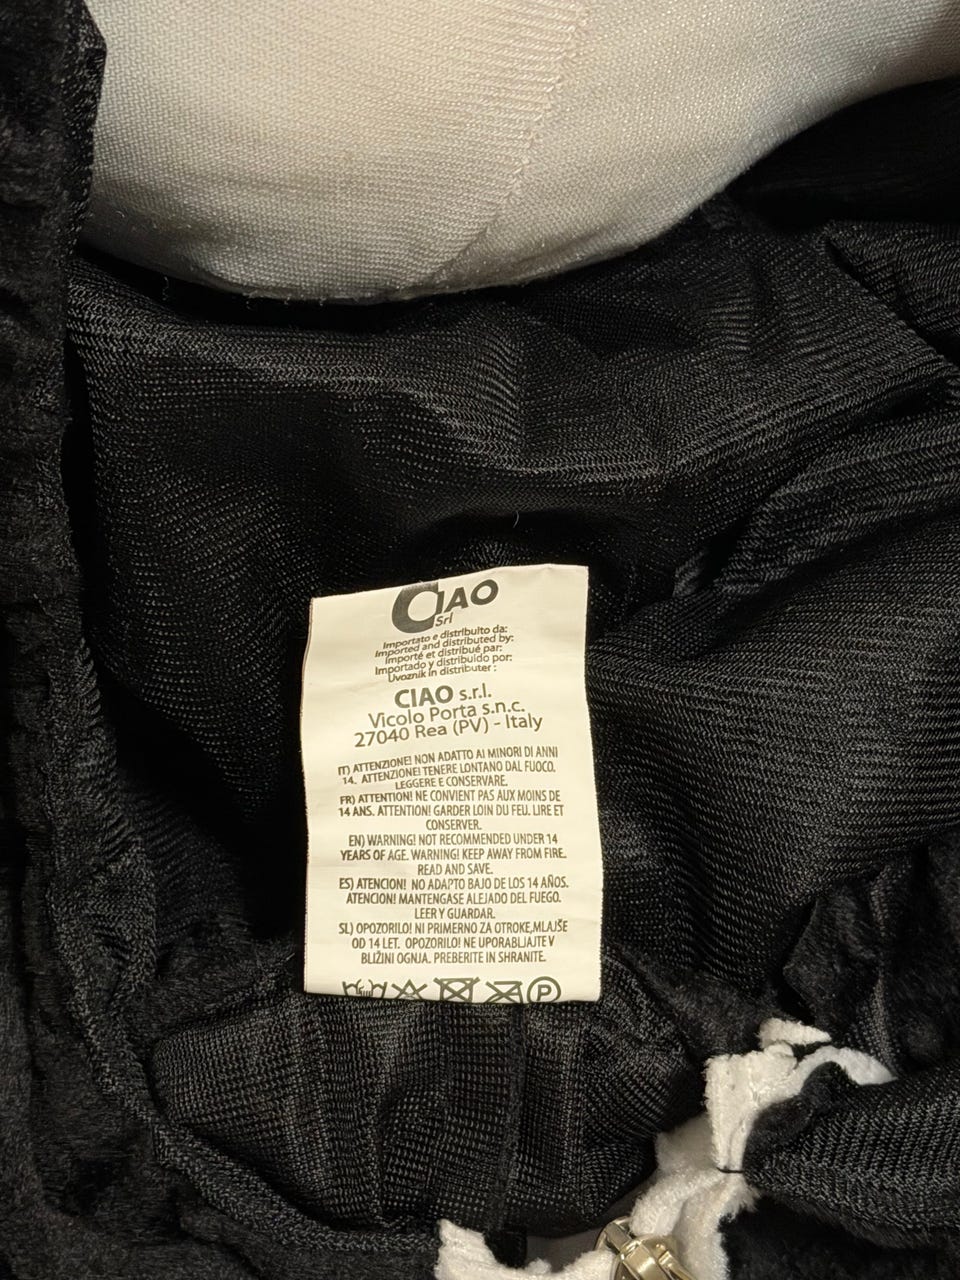 CIAO
Srl
Importato e distribuito da:
Imported and distributed by:
Importé et distribué par:
Importado y distribuido por:
Uvoznik in distributer :
CIAO s.r.l.
Vicolo Porta s.n.c.
27040 Rea (PV) - Italy
IT) ATTENZIONE! NON ADATTO AI MINORI DI ANNI
14. ATTENZIONE! TENERE LONTANO DAL FUOCO.
LEGGERE E CONSERVARE.
FR) ATTENTION! NE CONVIENT PAS AUX MOINS DE
14 ANS. ATTENTION! GARDER LOIN DU FEU. LIRE ET
CONSERVER.
EN) WARNING! NOT RECOMMENDED UNDER 14
YEARS OF AGE. WARNING! KEEP AWAY FROM FIRE.
READ AND SAVE.
ES) ATENCION! NO ADAPTO BAJO DE LOS 14 AÑOS.
ATENCION! MANTENGASE ALEJADO DEL FUEGO.
LEER Y GUARDAR.
SL) OPOZORILO! NI PRIMERNO ZA OTROKE,MLAJŠE
OD 14 LET. OPOZORILO! NE UPORABLJAJTE V
BLIŽINI OGNJA. PREBERITE IN SHRANITE.
P